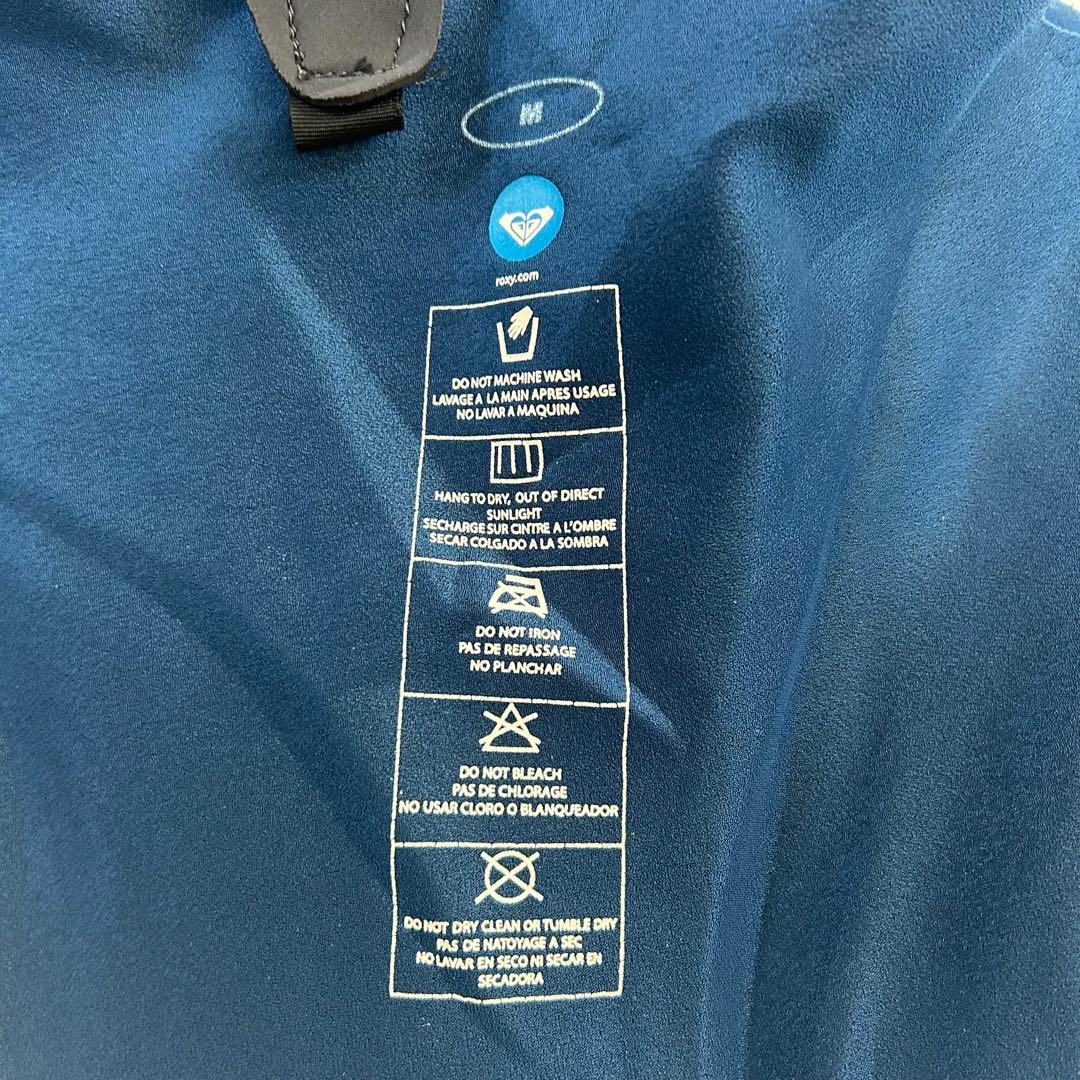 M
roxy.com
DO NOT MACHINE WASH
LAVAGE A LA MAIN APRES USAGE
NO LAVAR A MAQUINA
HANG TO DRY, OUT OF DIRECT
SUNLIGHT
SECHARGE SUR CINTRE A L'OMBRE
SECAR COLGADO A LA SOMBRA
DO NOT IRON
PAS DE REPASSAGE
NO PLANCHAR
DO NOT BLEACH
PAS DE CHLORAGE
NO USAR CLORO O BLANQUEADOR
DO NOT DRY CLEAN OR TUMBLE DRY
PAS DE NATOYAGE A SEC
NO LAVAR EN SECO NI SECAR EN
SECADORA